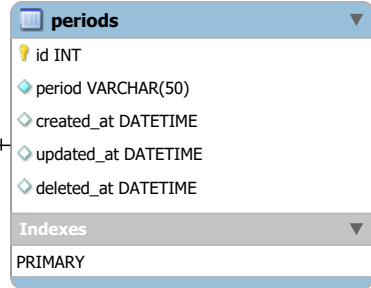 periods
id INT
period VARCHAR(50)
created_at DATETIME
updated_at DATETIME
deleted_at DATETIME
Indexes
PRIMARY